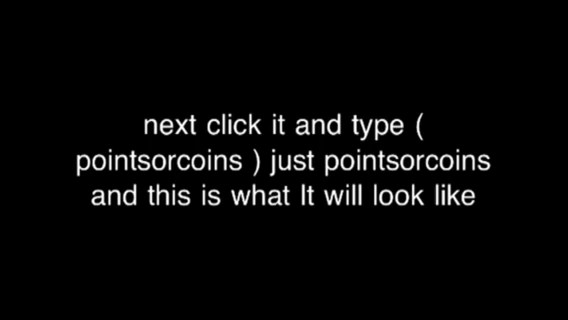 next click it and type (
pointsorcoins ) just pointsorcoins
and this is what It will look like